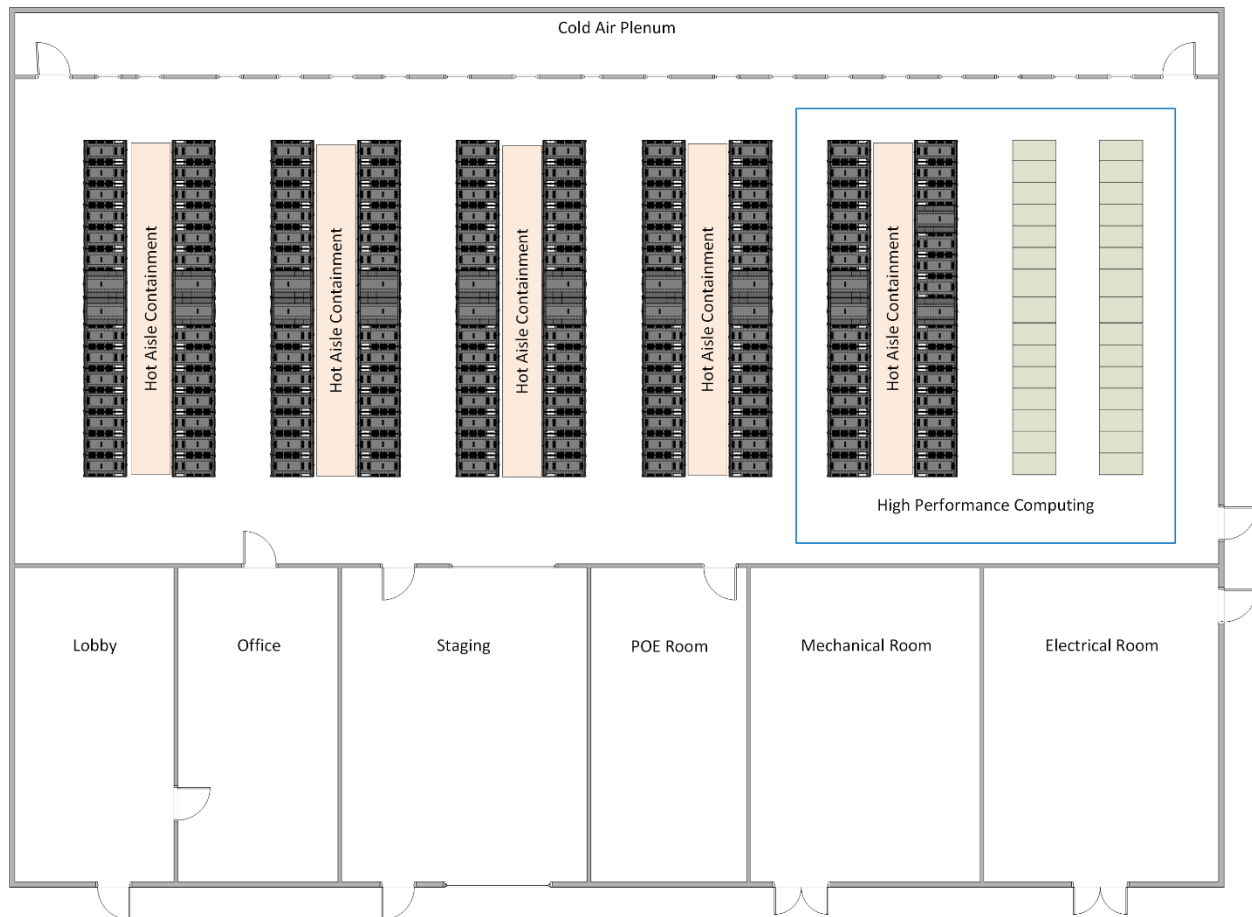 Cold Air Plenum
Hot Aisle Containment
Hot Aisle Containment
Hot Aisle Containment
Hot Aisle Containment
Hot Aisle Containment
High Performance Computing
Lobby
Office
Staging
POE Room
Mechanical Room
Electrical Room